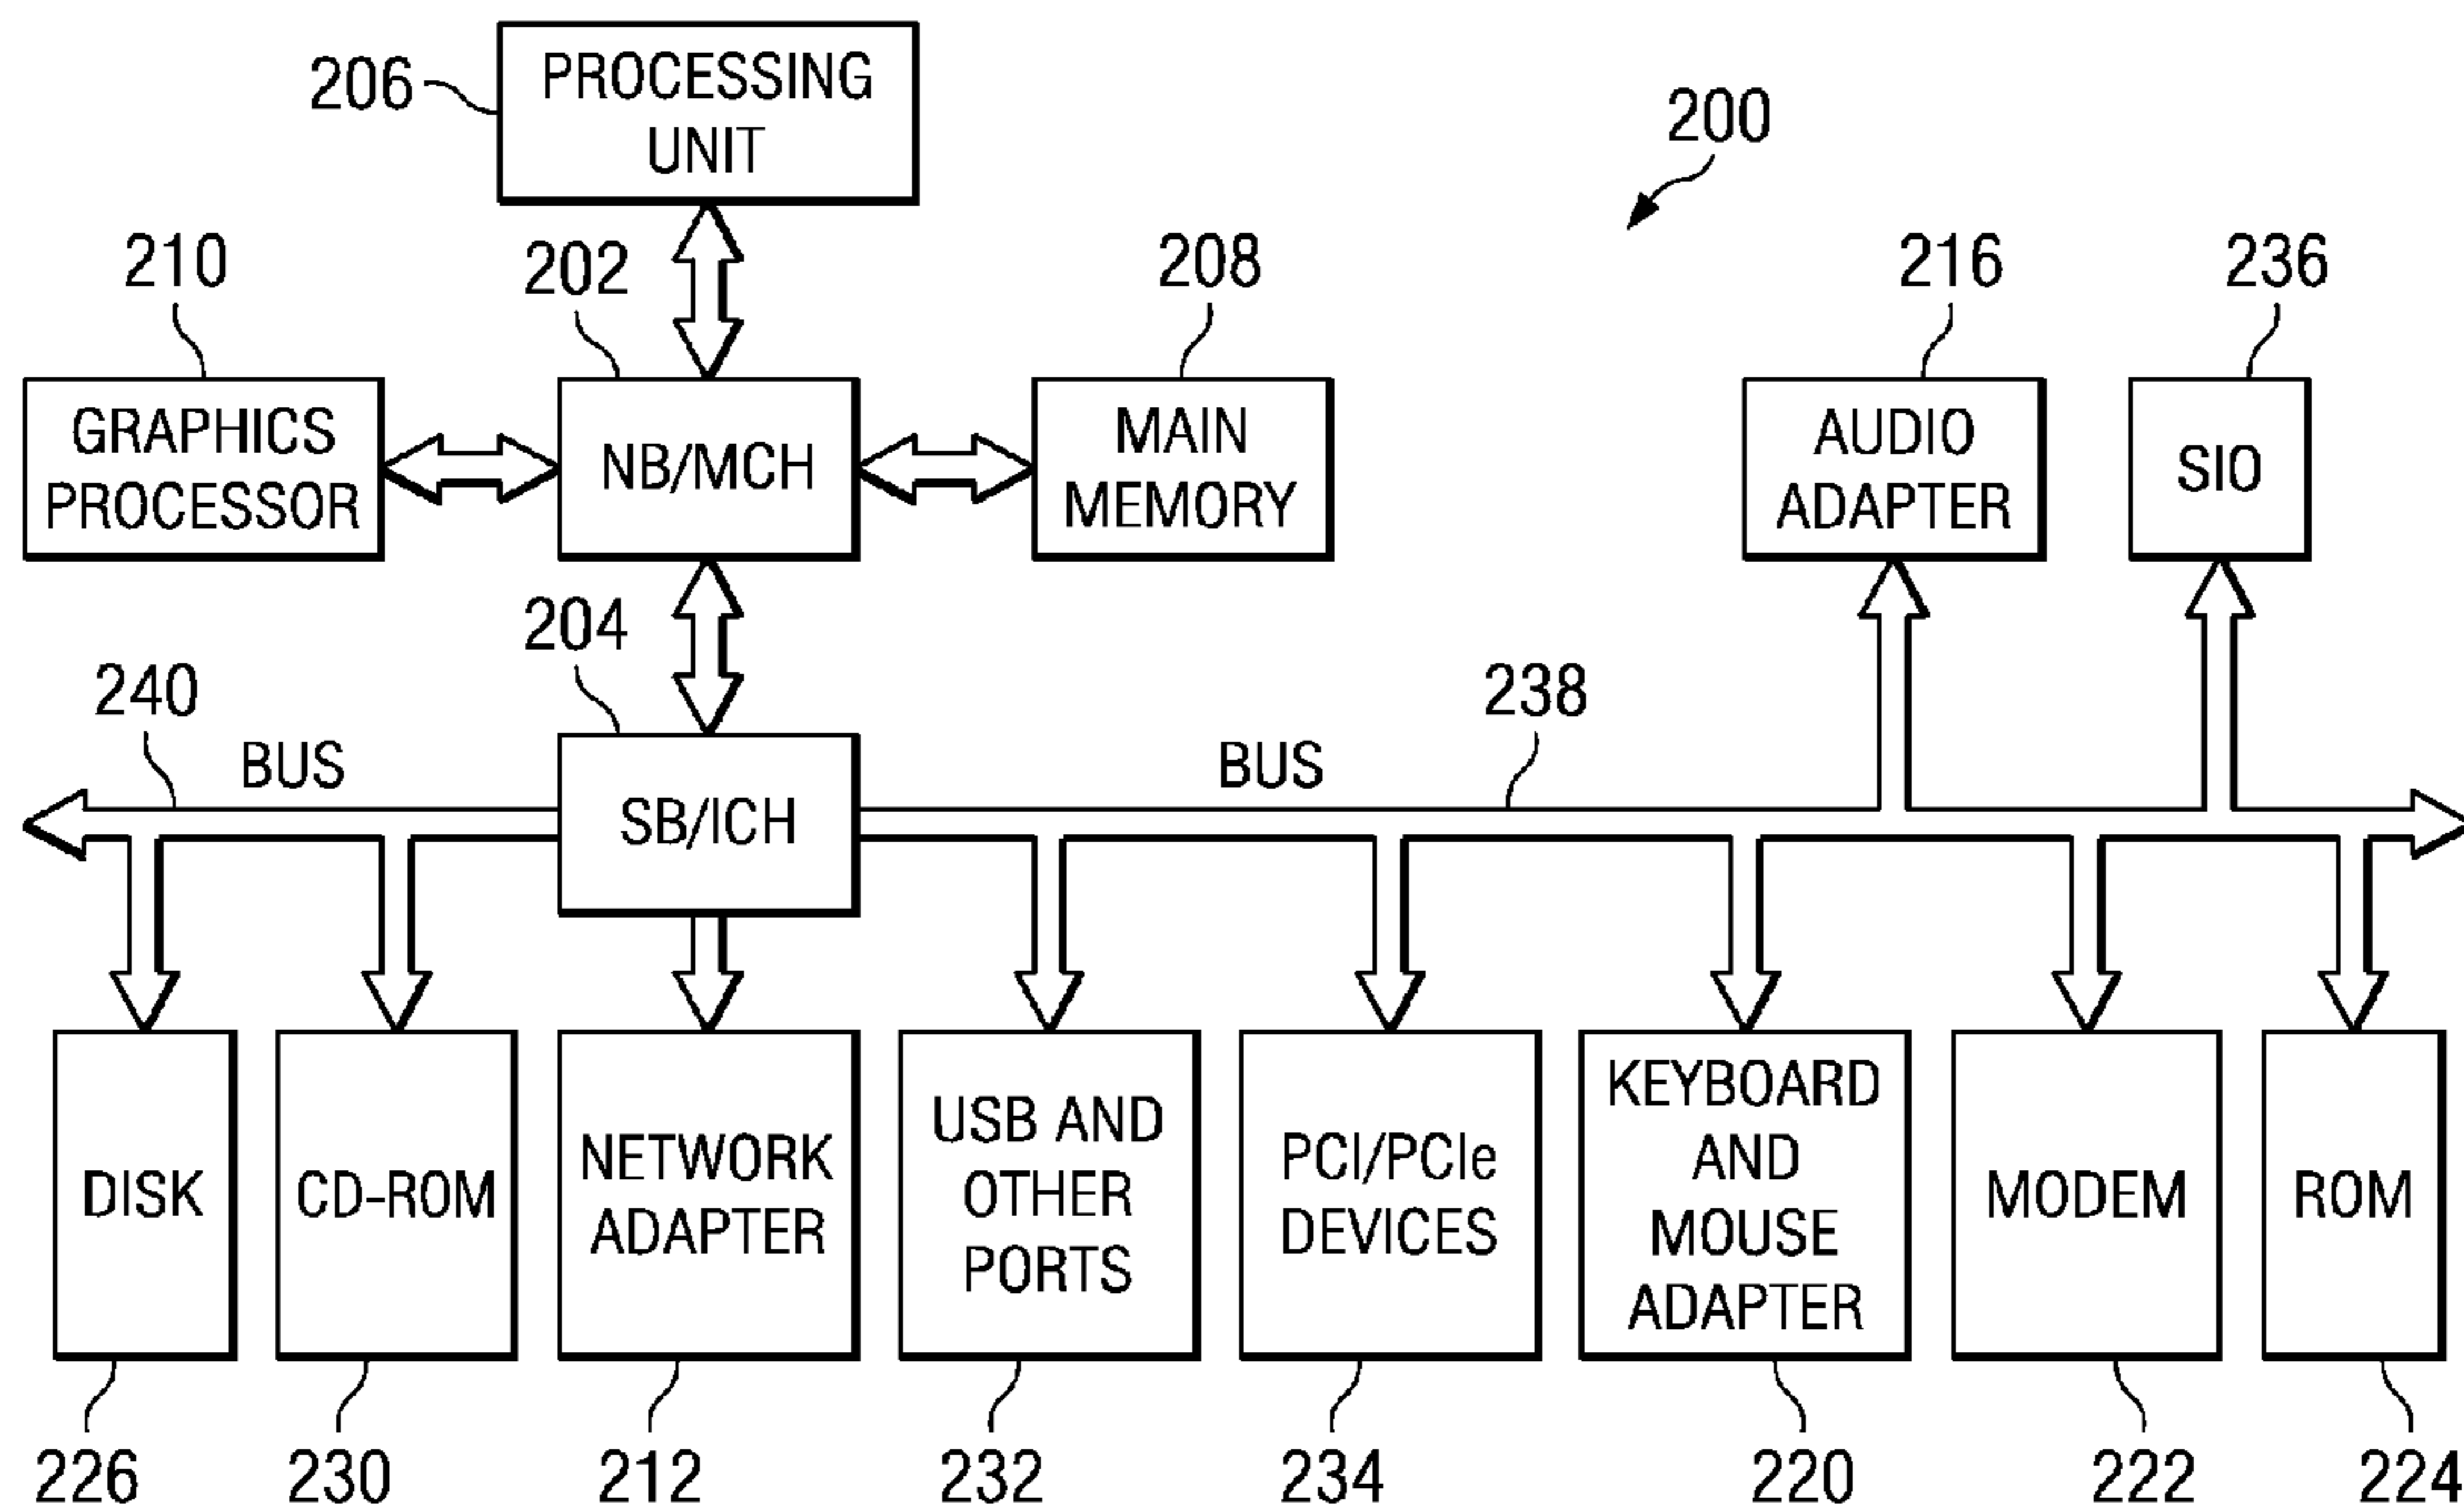 206
PROCESSING
UNIT
200
210
202
208
216
236
GRAPHICS
PROCESSOR
NB/MCH
MAIN
MEMORY
AUDIO
ADAPTER
SIO
204
240
BUS
238
BUS
SB/ICH
DISK
CD-ROM
NETWORK
ADAPTER
USB AND
OTHER
PORTS
PCI/PCIe
DEVICES
KEYBOARD
AND
MOUSE
ADAPTER
MODEM
ROM
226
230
212
232
234
220
222
224